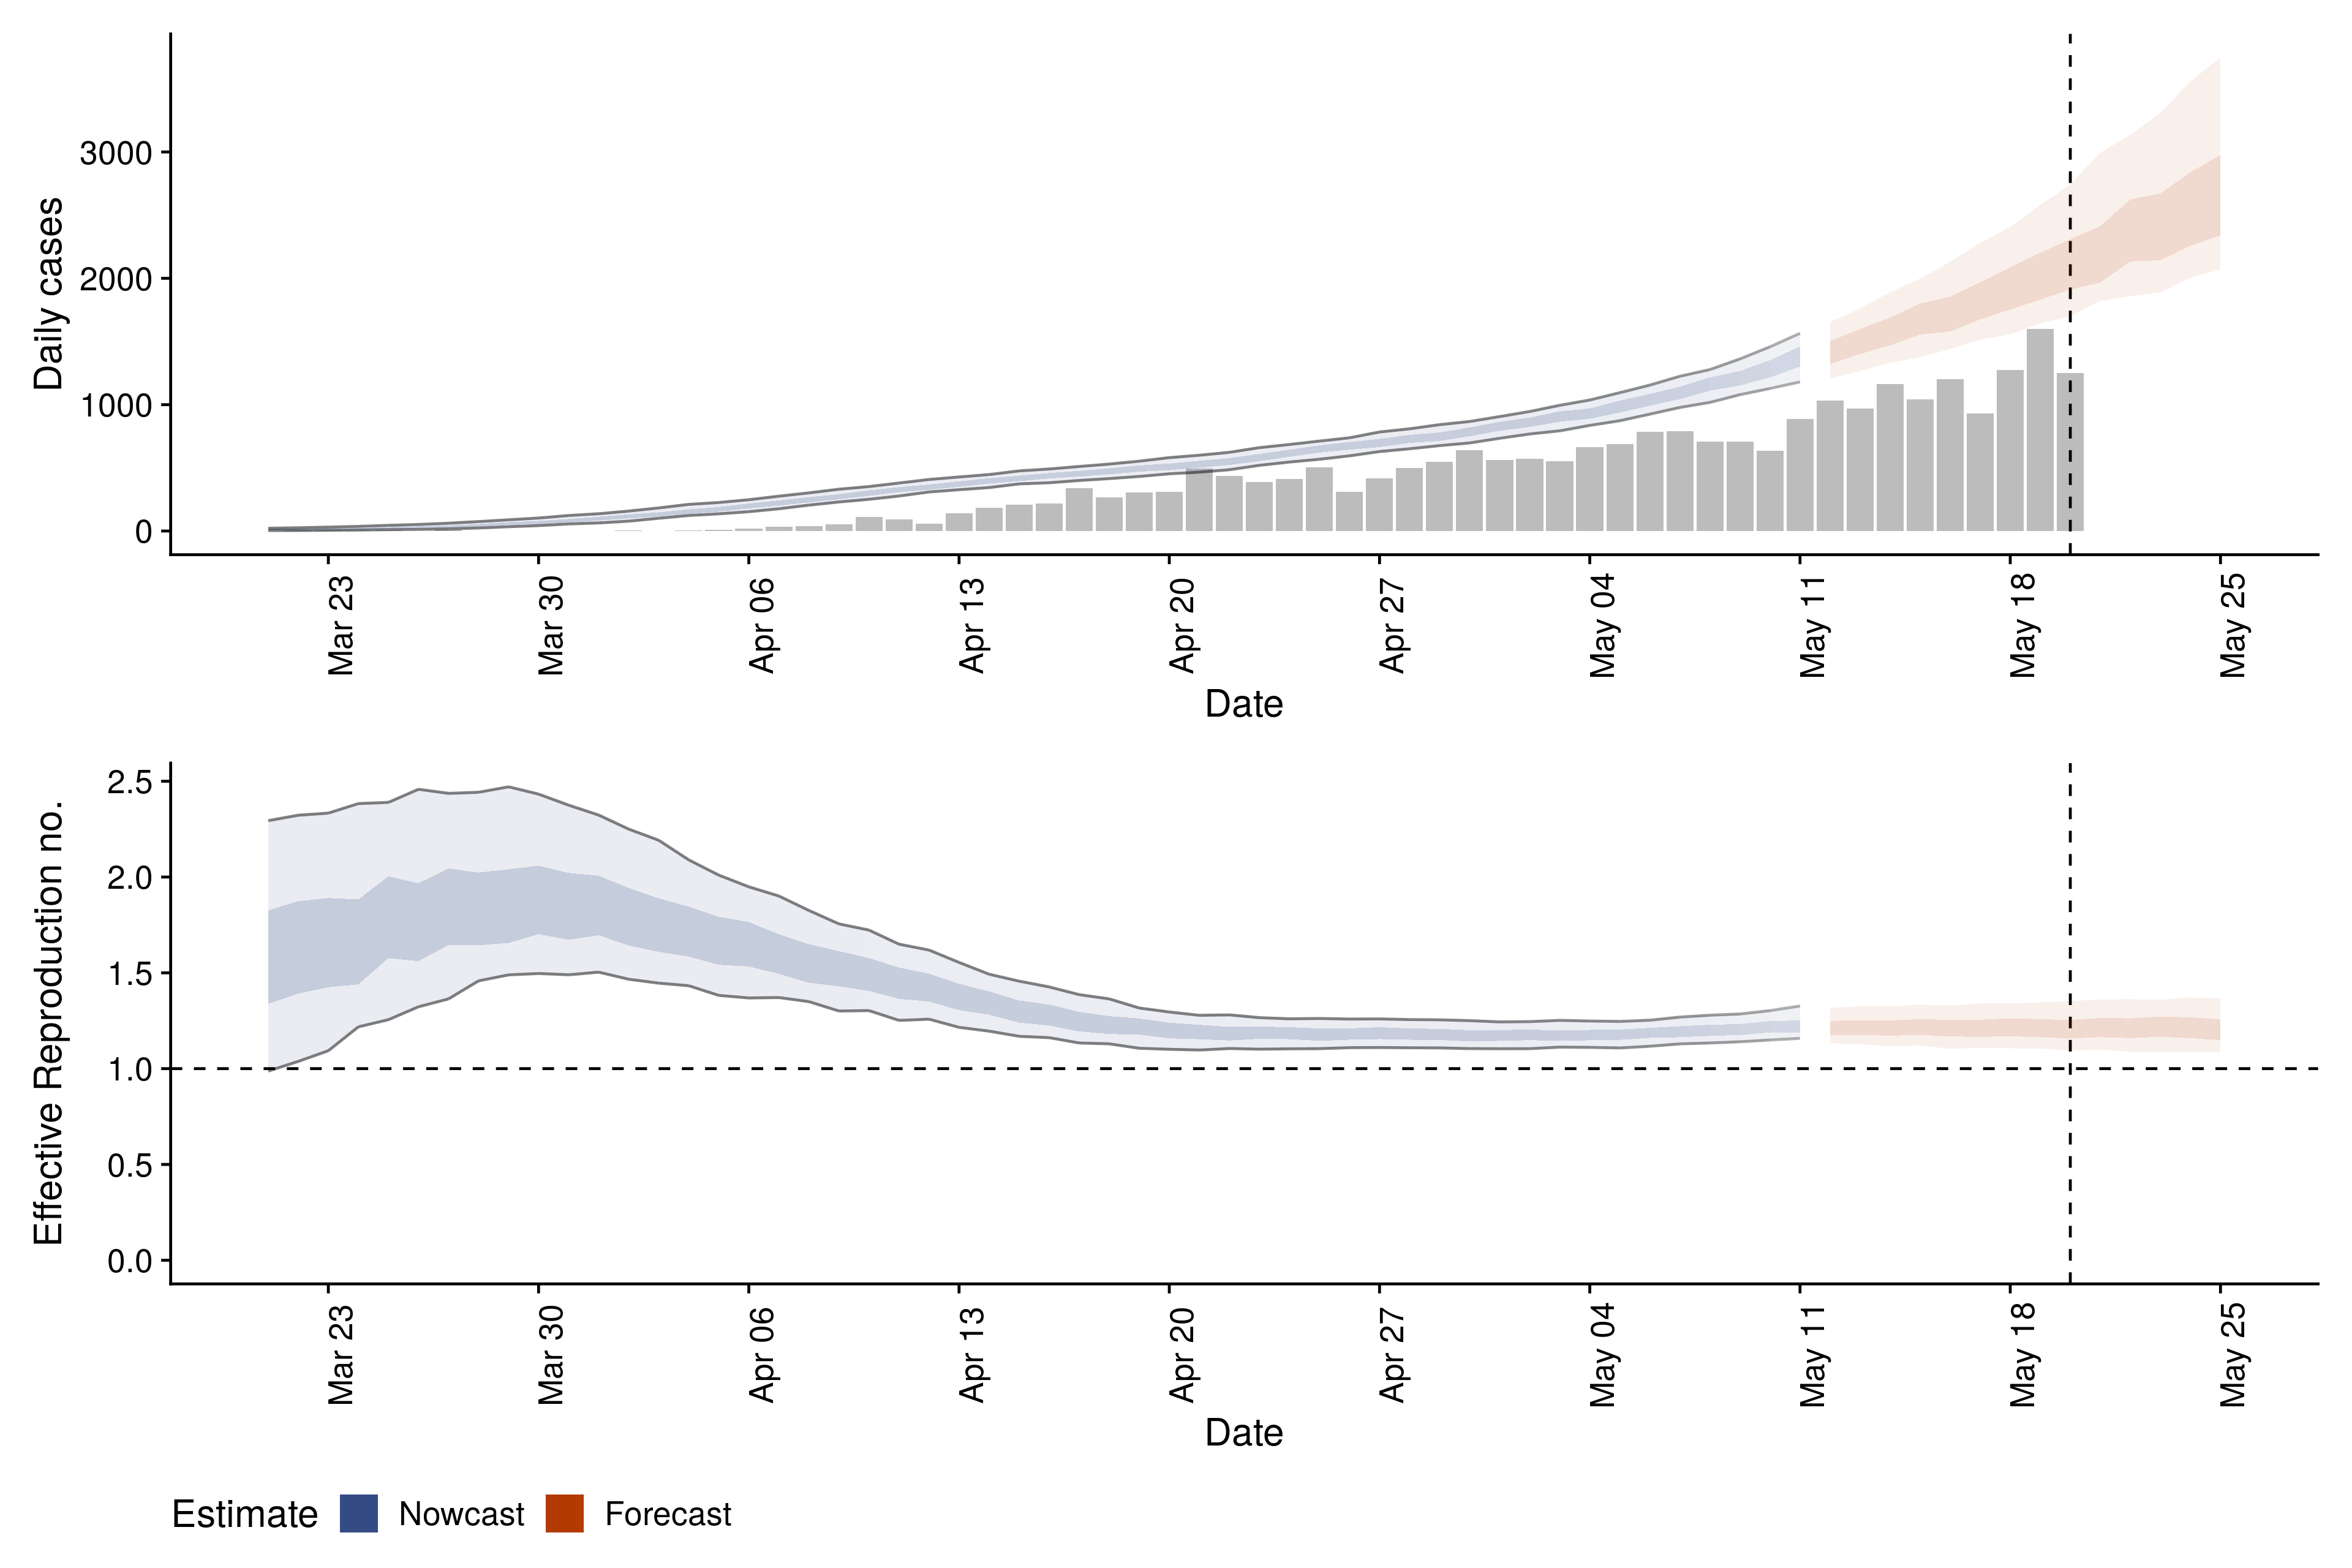 Daily cases
3000
2000
1000
0
Mar 23
Mar 30
Apr 06
Apr 13
Apr 20
Apr 27
May 04
May 11
May 18
May 25
Date
Effective Reproduction no.
2.5
2.0
1.5
1.0
0.5
0.0
Mar 23
Mar 30
Apr 06
Apr 13
Apr 20
Apr 27
May 04
May 11
May 18
May 25
Date
Estimate Nowcast Forecast